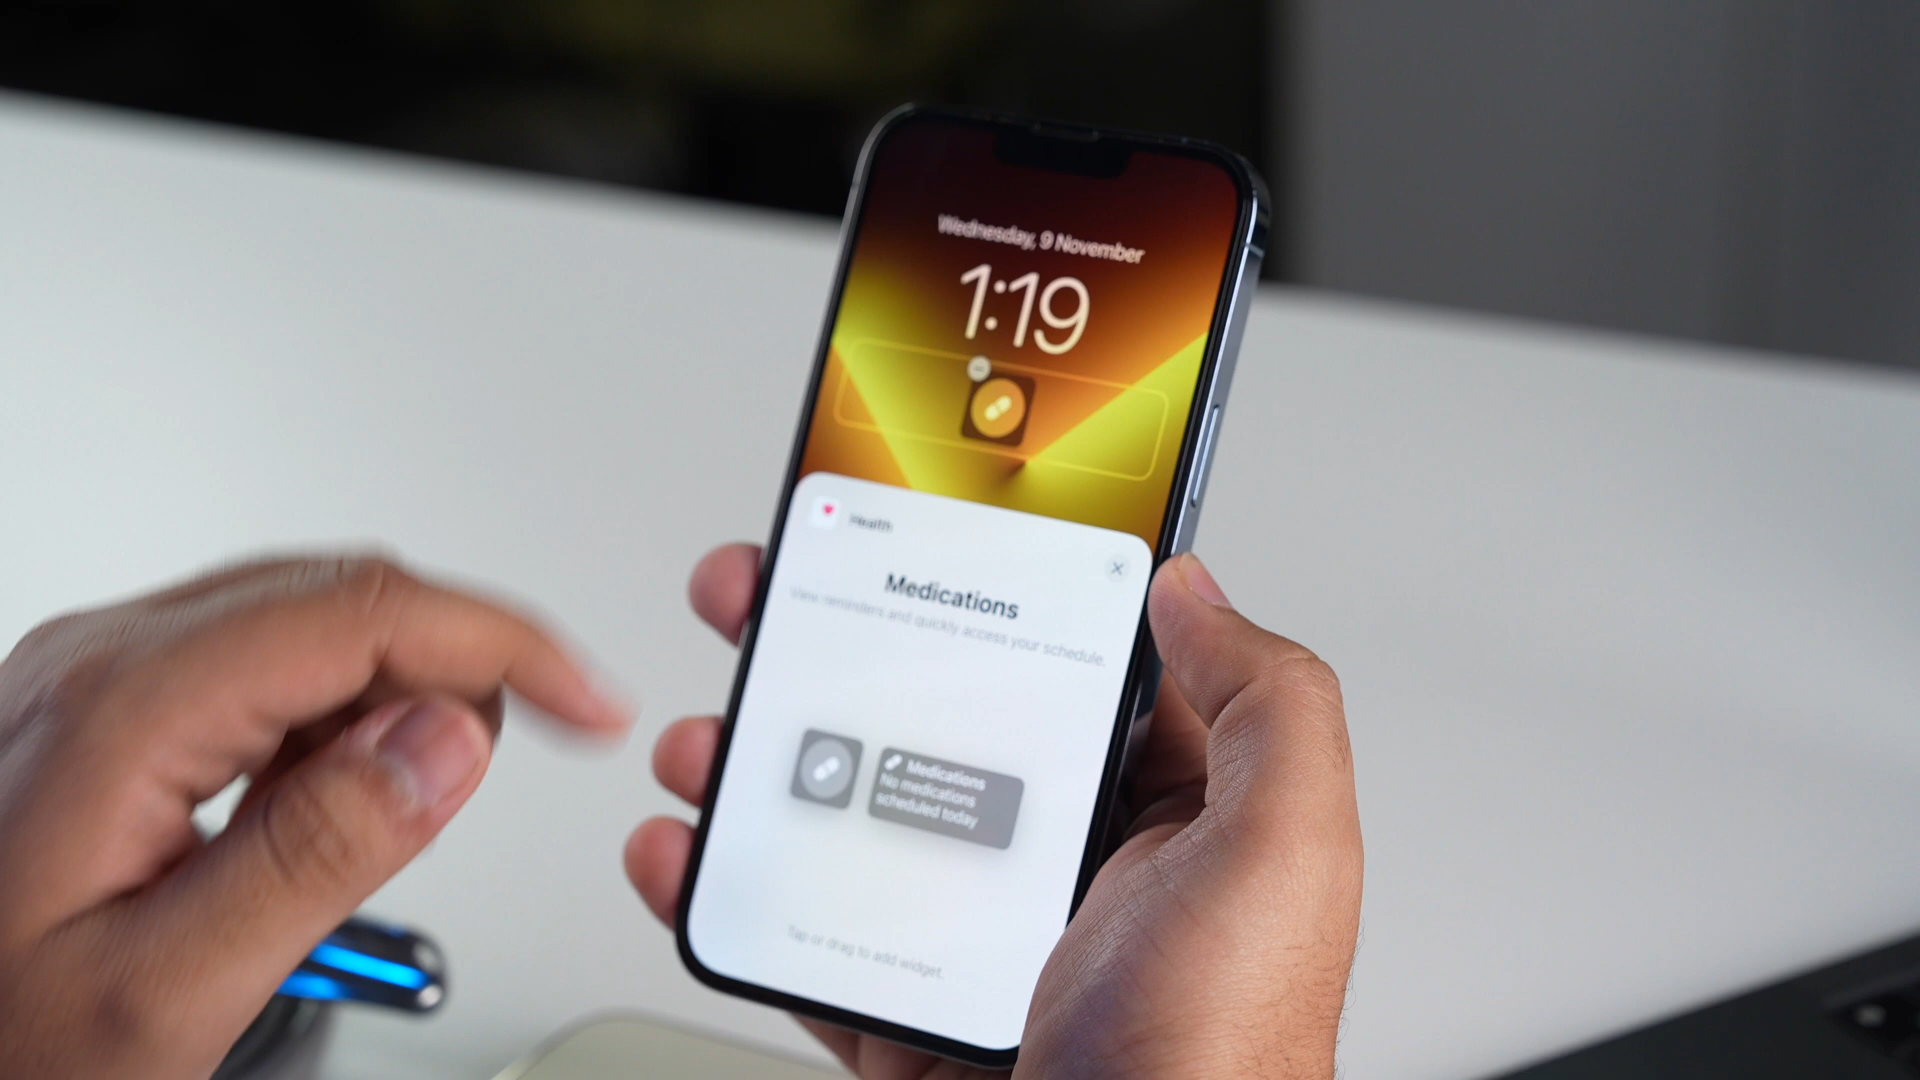 Wednesday, 9 November
1:19
Health
Medications
View reminders and quickly access your schedule.
Medications
No medications
scheduled today
Tap or drag to add widget.